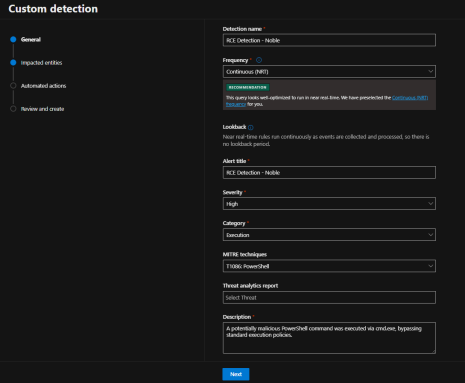 Custom detection
General
Impacted entities
Automated actions
Review and create
Detection name *
RCE Detection - Noble
Frequency *
Continuous (NRT)
RECOMMENDATION
This query looks well-optimized to run in near real-time. We have preselected the Continuous (NRT)
frequency for you.
Lookback
Near real-time rules run continuously as events are collected and processed, so there is
no lookback period.
Alert title *
RCE Detection - Noble
Severity *
High
Category *
Execution
MITRE techniques
T1086: PowerShell
Threat analytics report
Select Threat
Description *
A potentially malicious PowerShell command was executed via cmd.exe, bypassing
standard execution policies.
Next